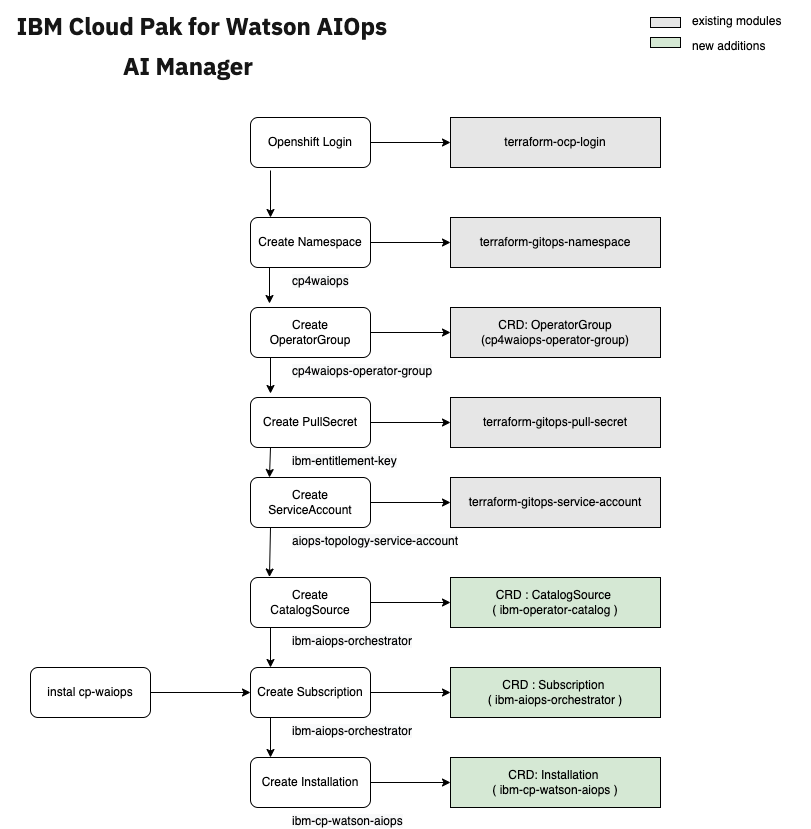 IBM Cloud Pak for Watson AIOps
AI Manager
existing modules
new additions
Openshift Login
terraform-ocp-login
Create Namespace
terraform-gitops-namespace
cp4waiops
Create
OperatorGroup
CRD: OperatorGroup
(cp4waiops-operator-group)
cp4waiops-operator-group
Create PullSecret
terraform-gitops-pull-secret
ibm-entitlement-key
Create
ServiceAccount
terraform-gitops-service-account
aiops-topology-service-account
Create
CatalogSource
CRD : CatalogSource
( ibm-operator-catalog )
ibm-aiops-orchestrator
instal cp-waiops
Create Subscription
CRD : Subscription
( ibm-aiops-orchestrator )
ibm-aiops-orchestrator
Create Installation
CRD: Installation
( ibm-cp-watson-aiops )
ibm-cp-watson-aiops